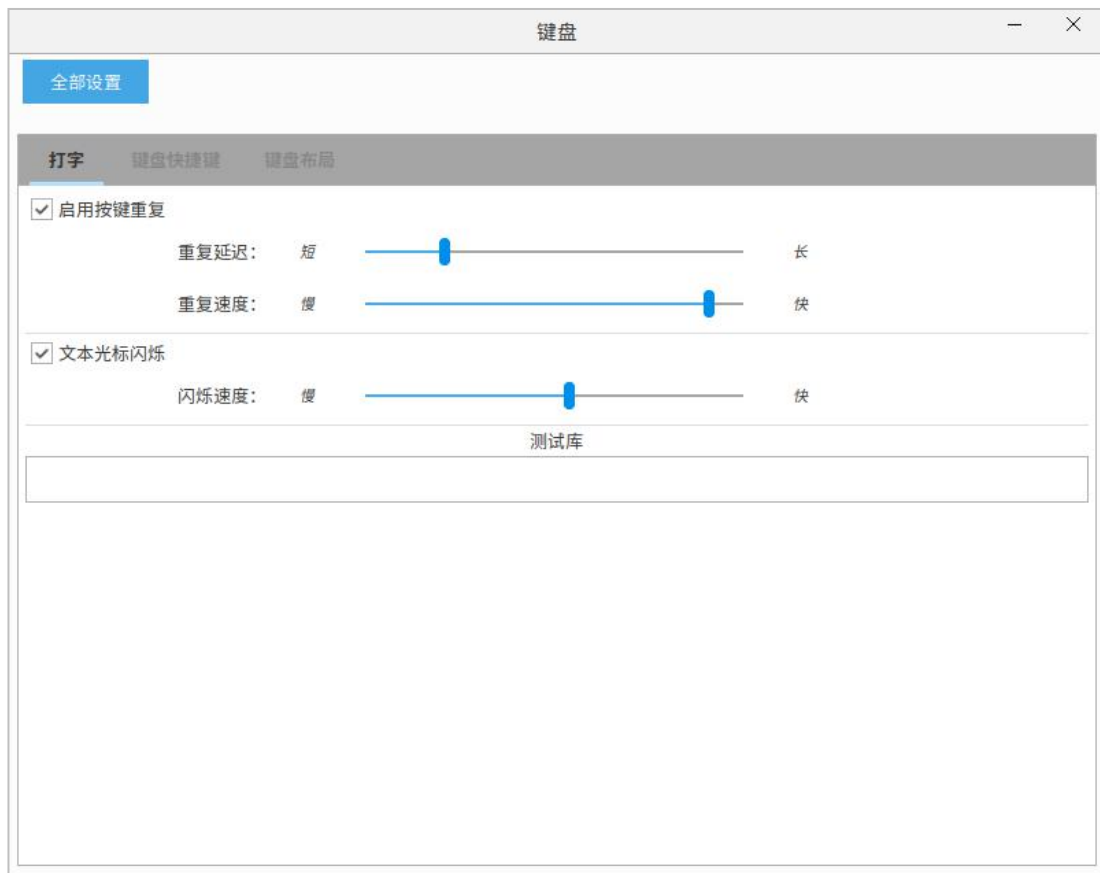 键盘
全部设置
打字 键盘快捷键 键盘布局
启用按键重复
重复延迟： 短 长
重复速度： 慢 快
文本光标闪烁
闪烁速度： 慢 快
测试库